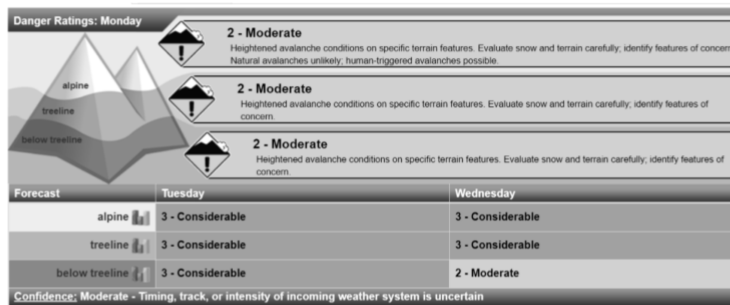 Danger Ratings: Monday
2 - Moderate
Heightened avalanche conditions on specific terrain features. Evaluate snow and terrain carefully; identify features of concern
Natural avalanches unlikely; human-triggered avalanches possible.
alpine
2 - Moderate
Heightened avalanche conditions on specific terrain features. Evaluate snow and terrain carefully; identify features of
concern.
treeline
below treeline
2 - Moderate
Heightened avalanche conditions on specific terrain features. Evaluate snow and terrain carefully; identify features of
concern.
Forecast Tuesday Wednesday
alpine 3 - Considerable 3 - Considerable
treeline 3 - Considerable 3 - Considerable
below treeline 3 - Considerable 2 - Moderate
Confidence: Moderate - Timing, track, or intensity of incoming weather system is uncertain